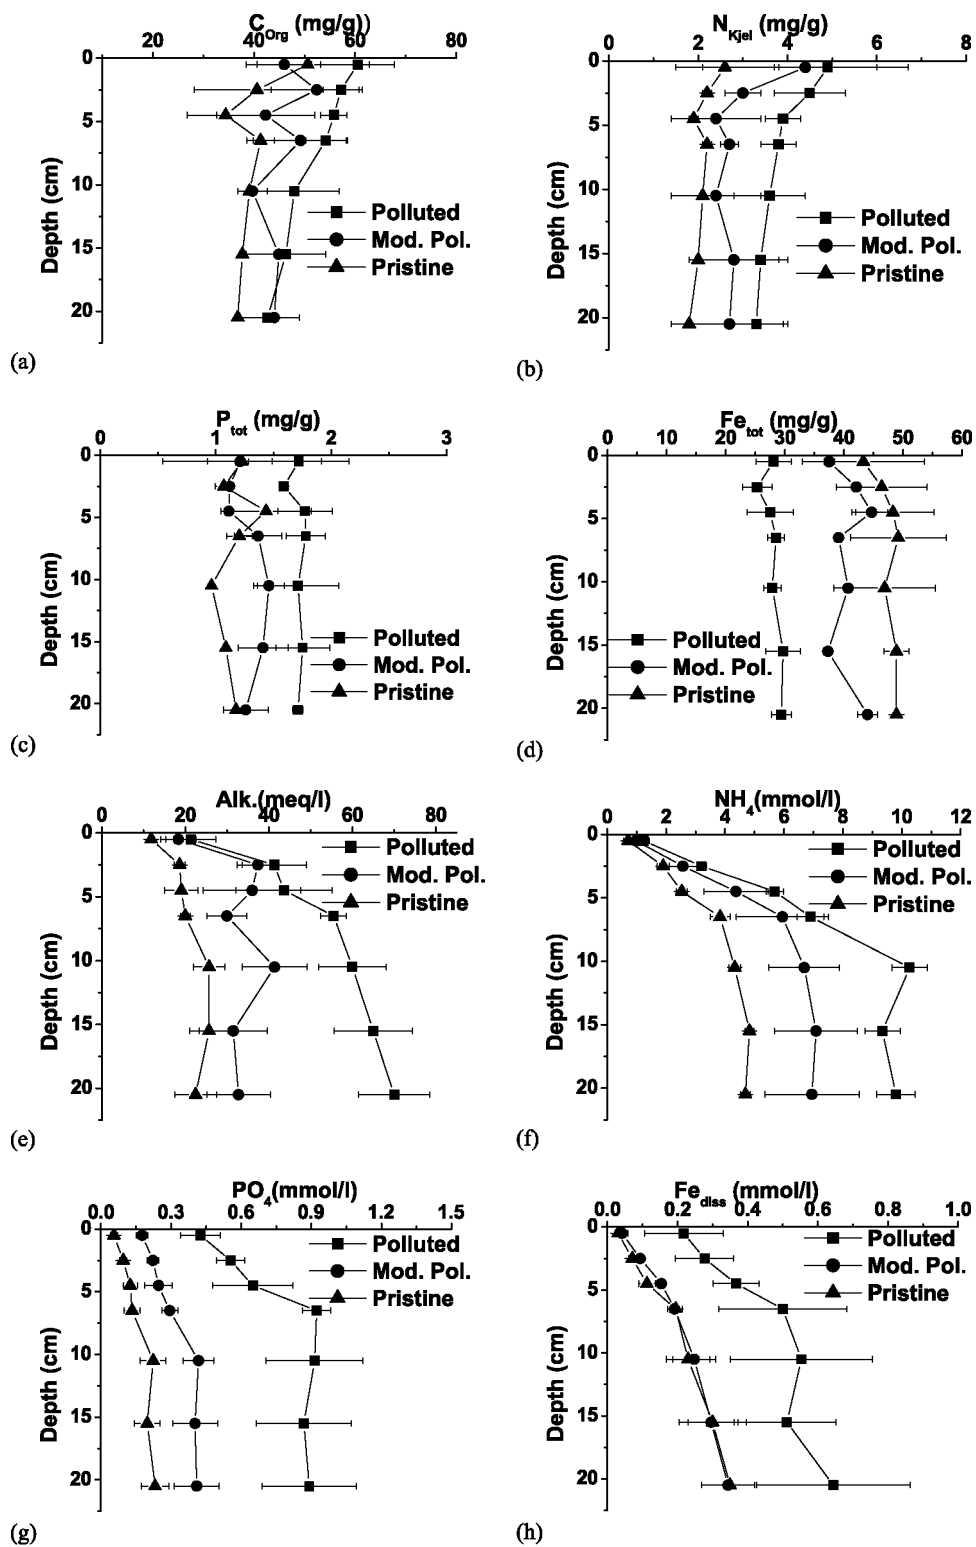 C_Org (mg/g))
20 40 60 80
0
5
10
15
20
Depth (cm)
Polluted
Mod. Pol.
Pristine
(a)
N_Kjel (mg/g)
0 2 4 6 8
0
5
10
15
20
Depth (cm)
Polluted
Mod. Pol.
Pristine
(b)
P_tot (mg/g)
0 1 2 3
0
5
10
15
20
Depth (cm)
Polluted
Mod. Pol.
Pristine
(c)
Fe_tot (mg/g)
0 10 20 30 40 50 60
0
5
10
15
20
Depth (cm)
Polluted
Mod. Pol.
Pristine
(d)
Alk.(meq/l)
0 20 40 60 80
0
5
10
15
20
Depth (cm)
Polluted
Mod. Pol.
Pristine
(e)
NH_4(mmol/l)
0 2 4 6 8 10 12
0
5
10
15
20
Depth (cm)
Polluted
Mod. Pol.
Pristine
(f)
PO_4(mmol/l)
0.0 0.3 0.6 0.9 1.2 1.5
0
5
10
15
20
Depth (cm)
Polluted
Mod. Pol.
Pristine
(g)
Fe_diss (mmol/l)
0.0 0.2 0.4 0.6 0.8 1.0
0
5
10
15
20
Depth (cm)
Polluted
Mod. Pol.
Pristine
(h)